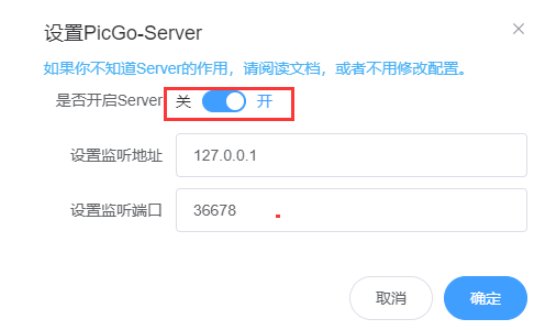 设置PicGo-Server
如果你不知道Server的作用，请阅读文档，或者不用修改配置。
是否开启Server 关 开
设置监听地址 127.0.0.1
设置监听端口 36678
取消 确定